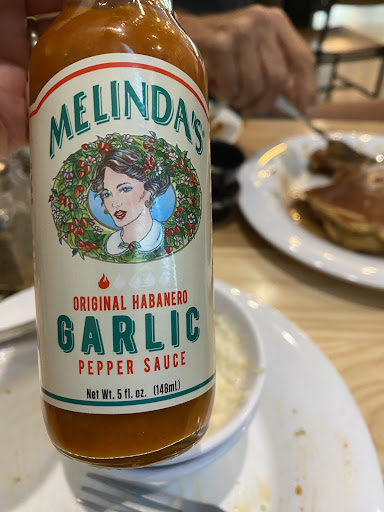 MELINDA'S
ORIGINAL HABANERO
GARLIC
PEPPER SAUCE
Net Wt. 5 fl. oz. (148mL)